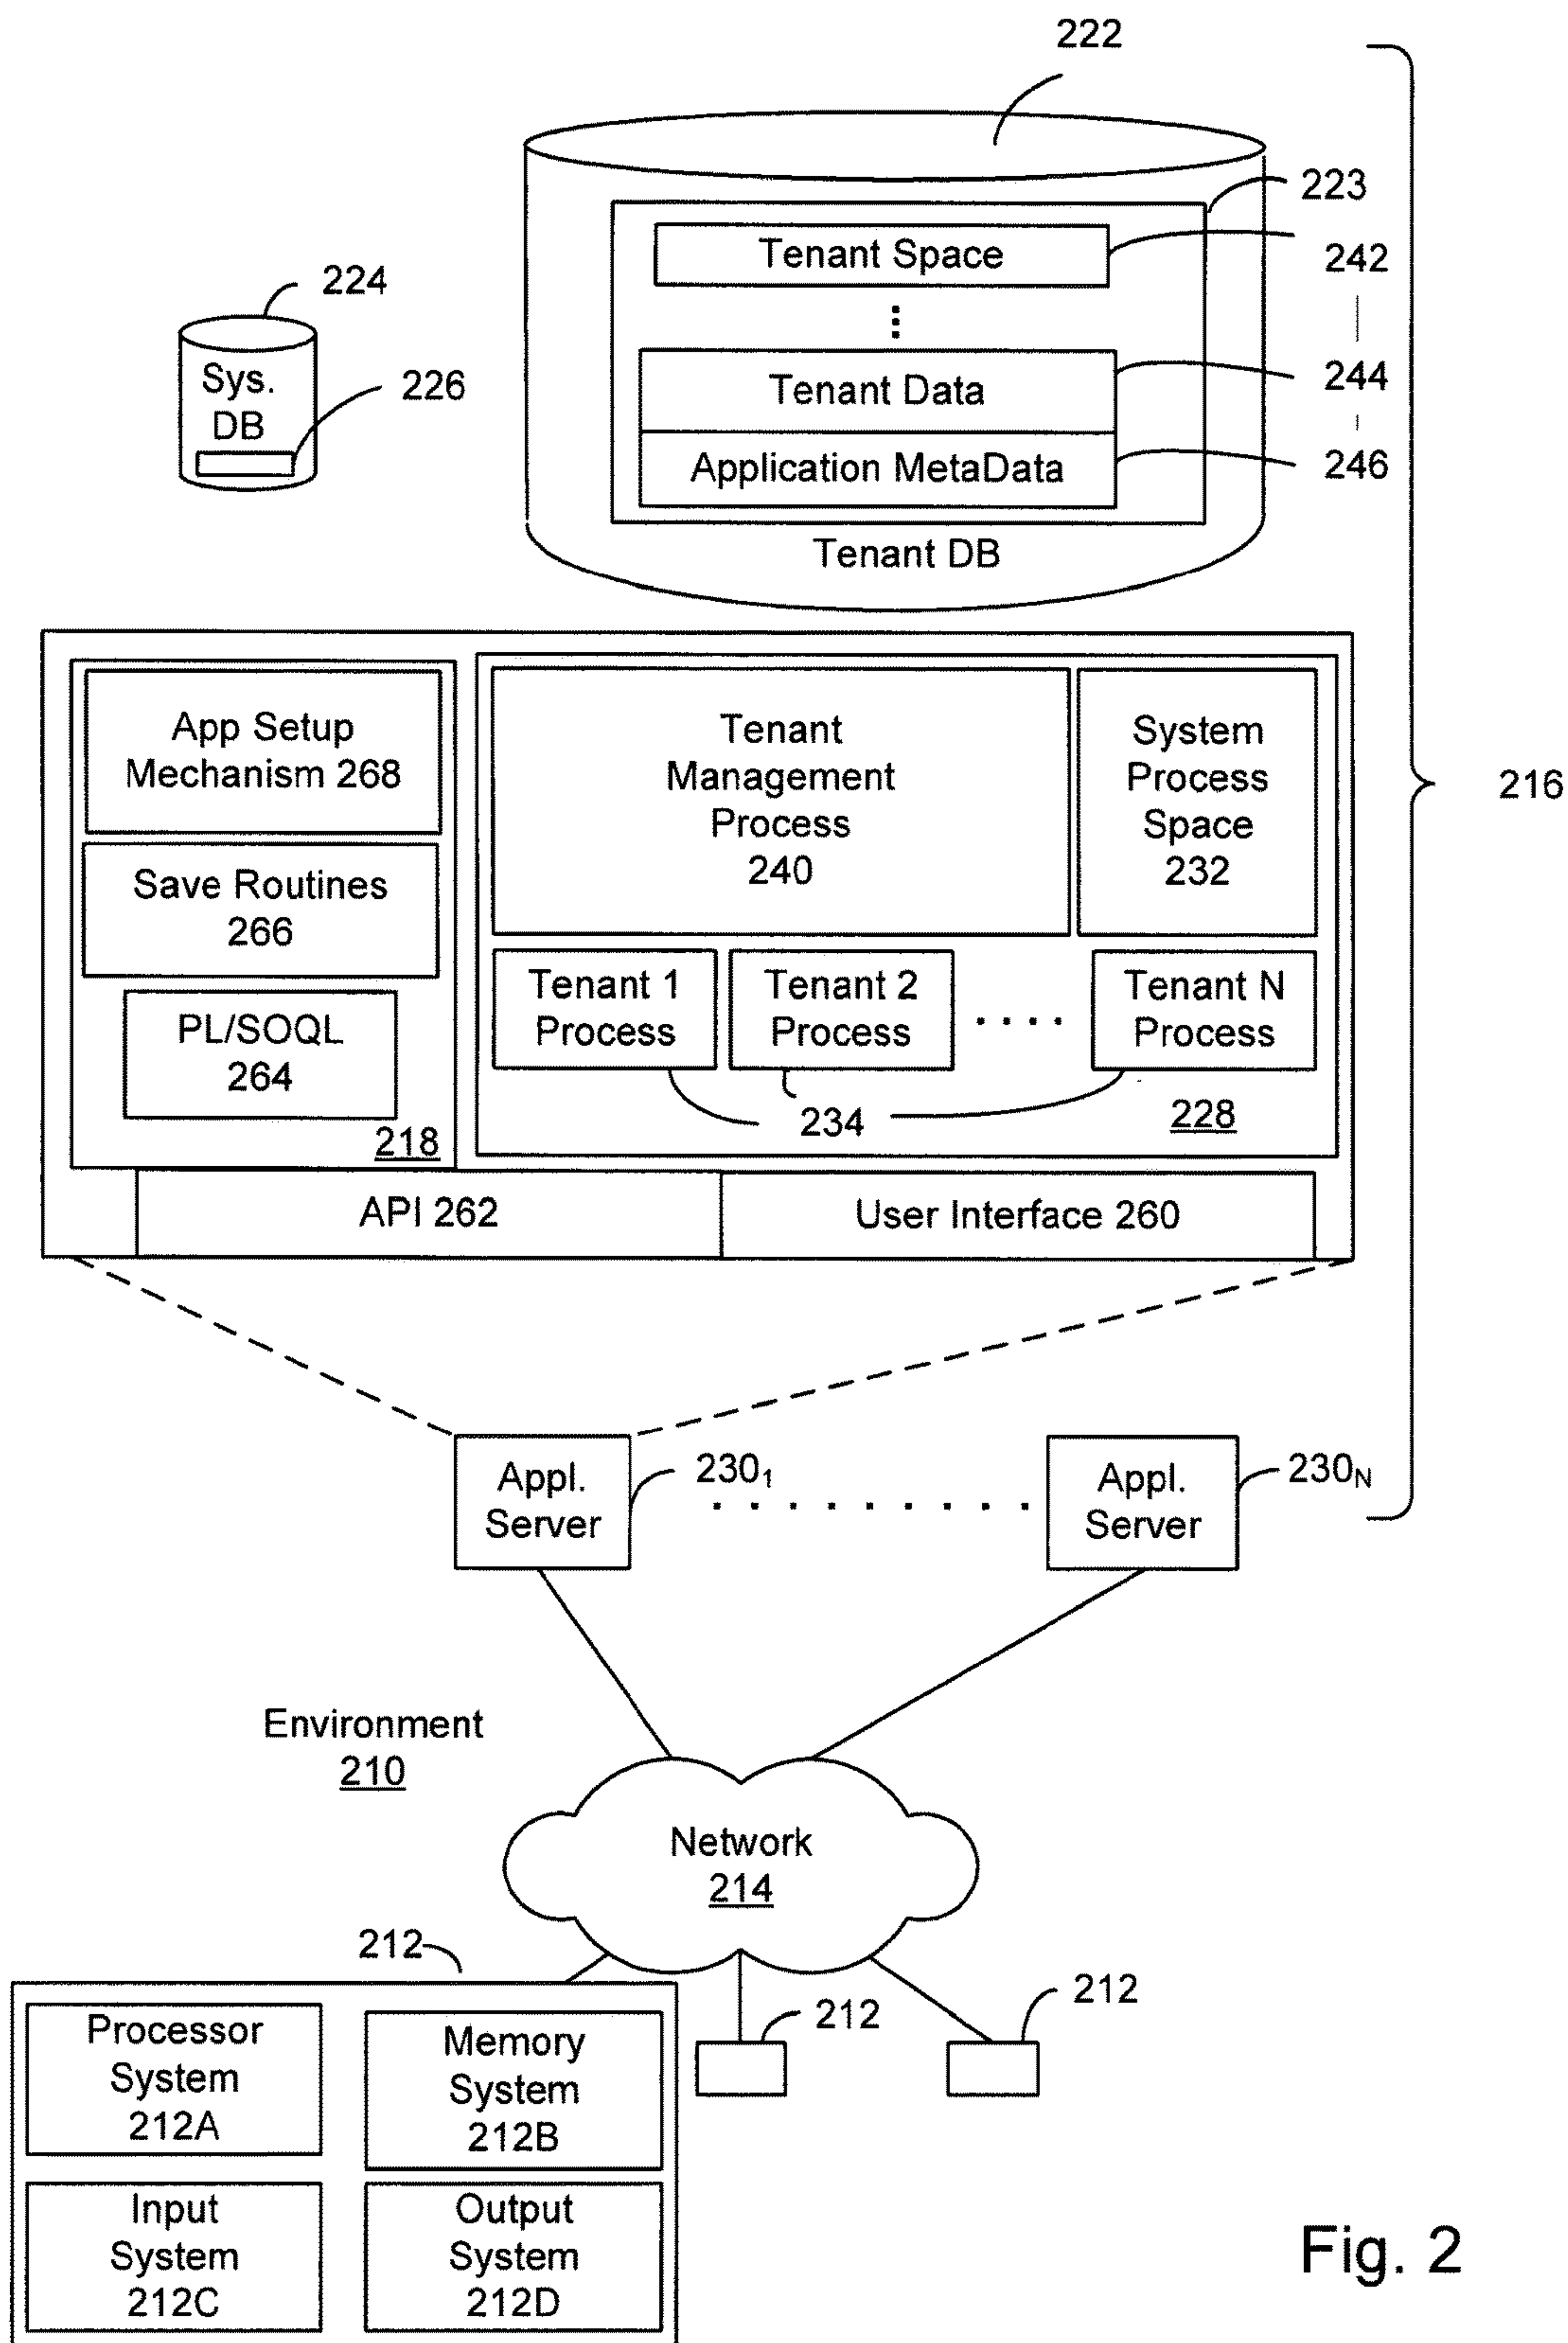 222
223
Tenant Space
242
224
Sys.
DB
226
Tenant Data
244
Application MetaData
246
Tenant DB
App Setup
Mechanism 268
Tenant
Management
Process
240
System
Process
Space
232
216
Save Routines
266
Tenant 1
Process
Tenant 2
Process
Tenant N
Process
PL/SOQL
264
234
228
218
API 262
User Interface 260
Appl.
Server
230₁
Appl.
Server
230N
Environment
210
Network
214
212
212
212
Processor
System
212A
Memory
System
212B
Input
System
212C
Output
System
212D
Fig. 2